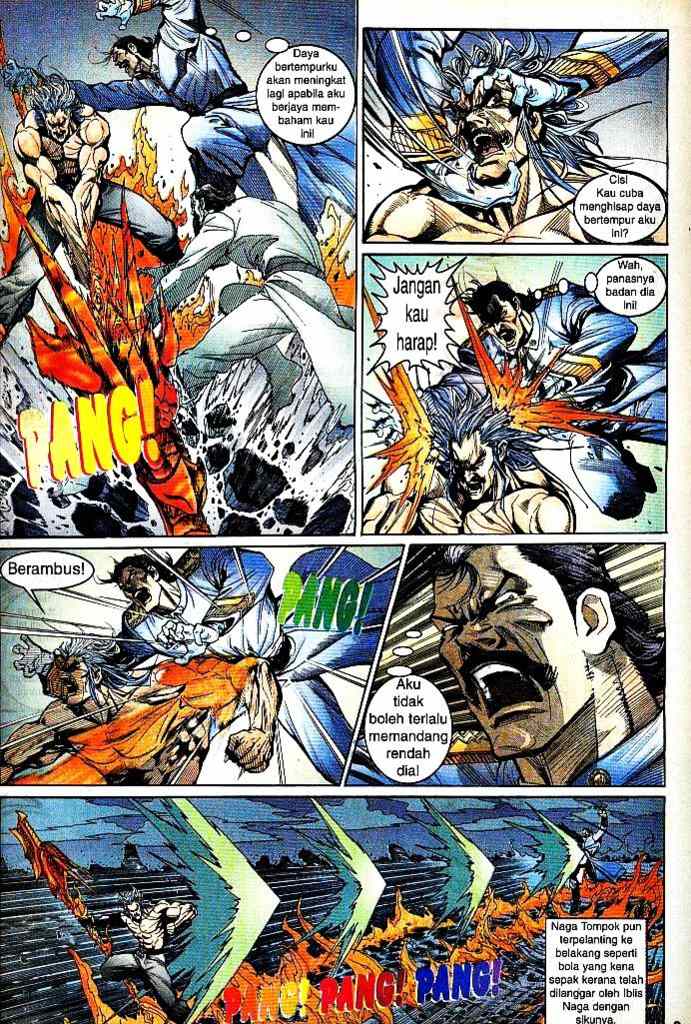 Daya
bertempurku
akan meningkat
lagi apabila aku
berjaya mem-
baham kau
ini!
PANG!
Cis!
Kau cuba
menghisap daya
bertempur aku
ini?
Jangan
kau
harap!
Wah,
panasnya
badan dia
ini!
Berambus!
PANG!
Aku
tidak
boleh terlalu
memandang
rendah
dia!
PANG! PANG! PANG!
Naga Tompok pun
terpelanting ke
belakang seperti
bola yang kena
sepak kerana telah
dilanggar oleh Iblis
Naga dengan
sikunya.